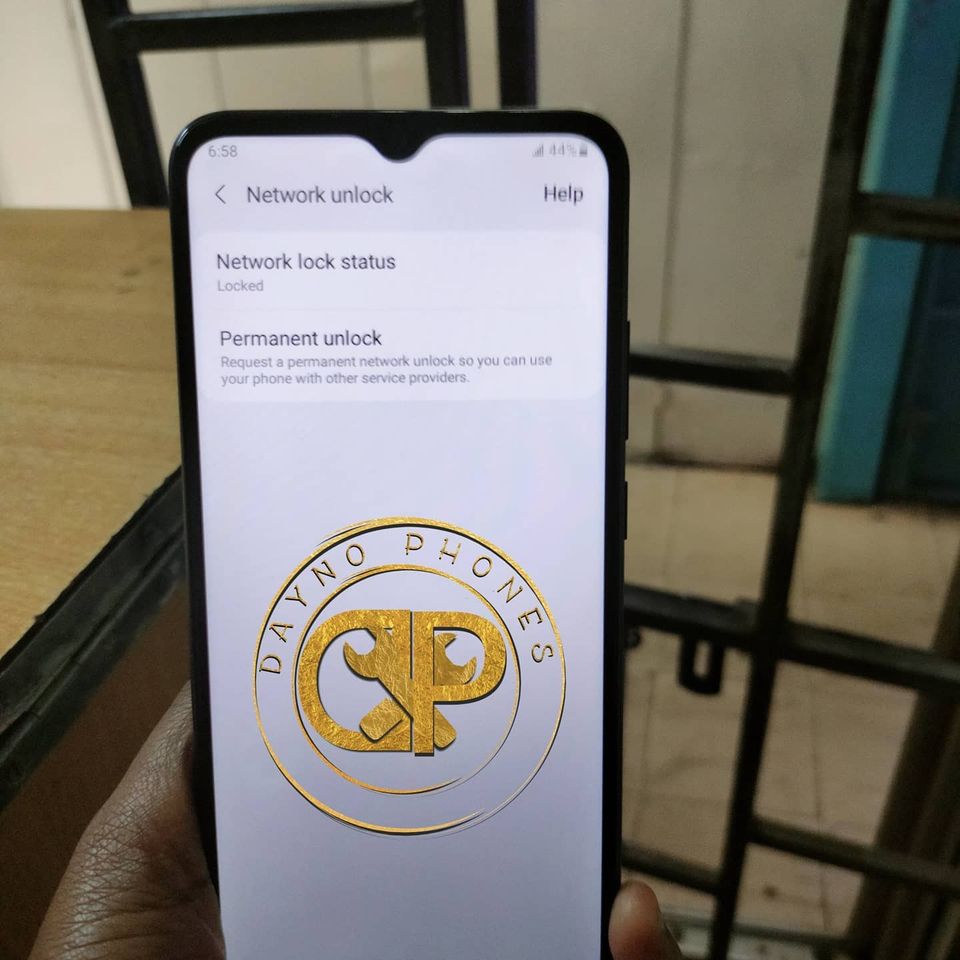 6:58 44%
Network unlock Help
Network lock status
Locked
Permanent unlock
Request a permanent network unlock so you can use
your phone with other service providers.
DAYNO PHONES
DP